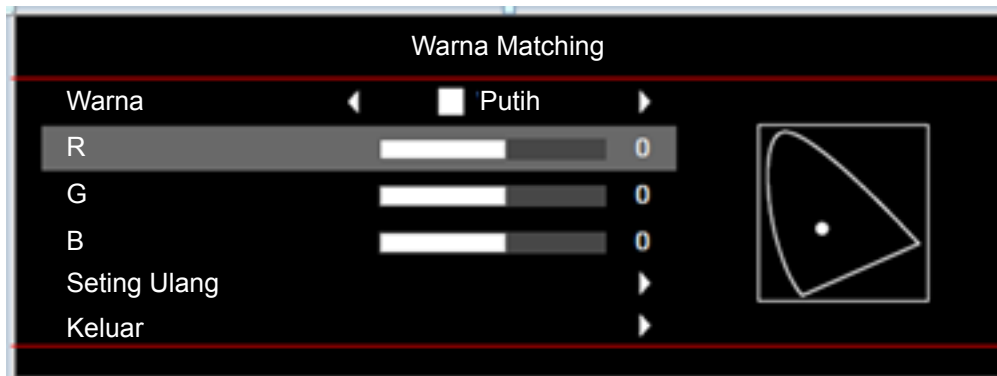 Warna Matching
Warna Putih
R 0
G 0
B 0
Seting Ulang
Keluar